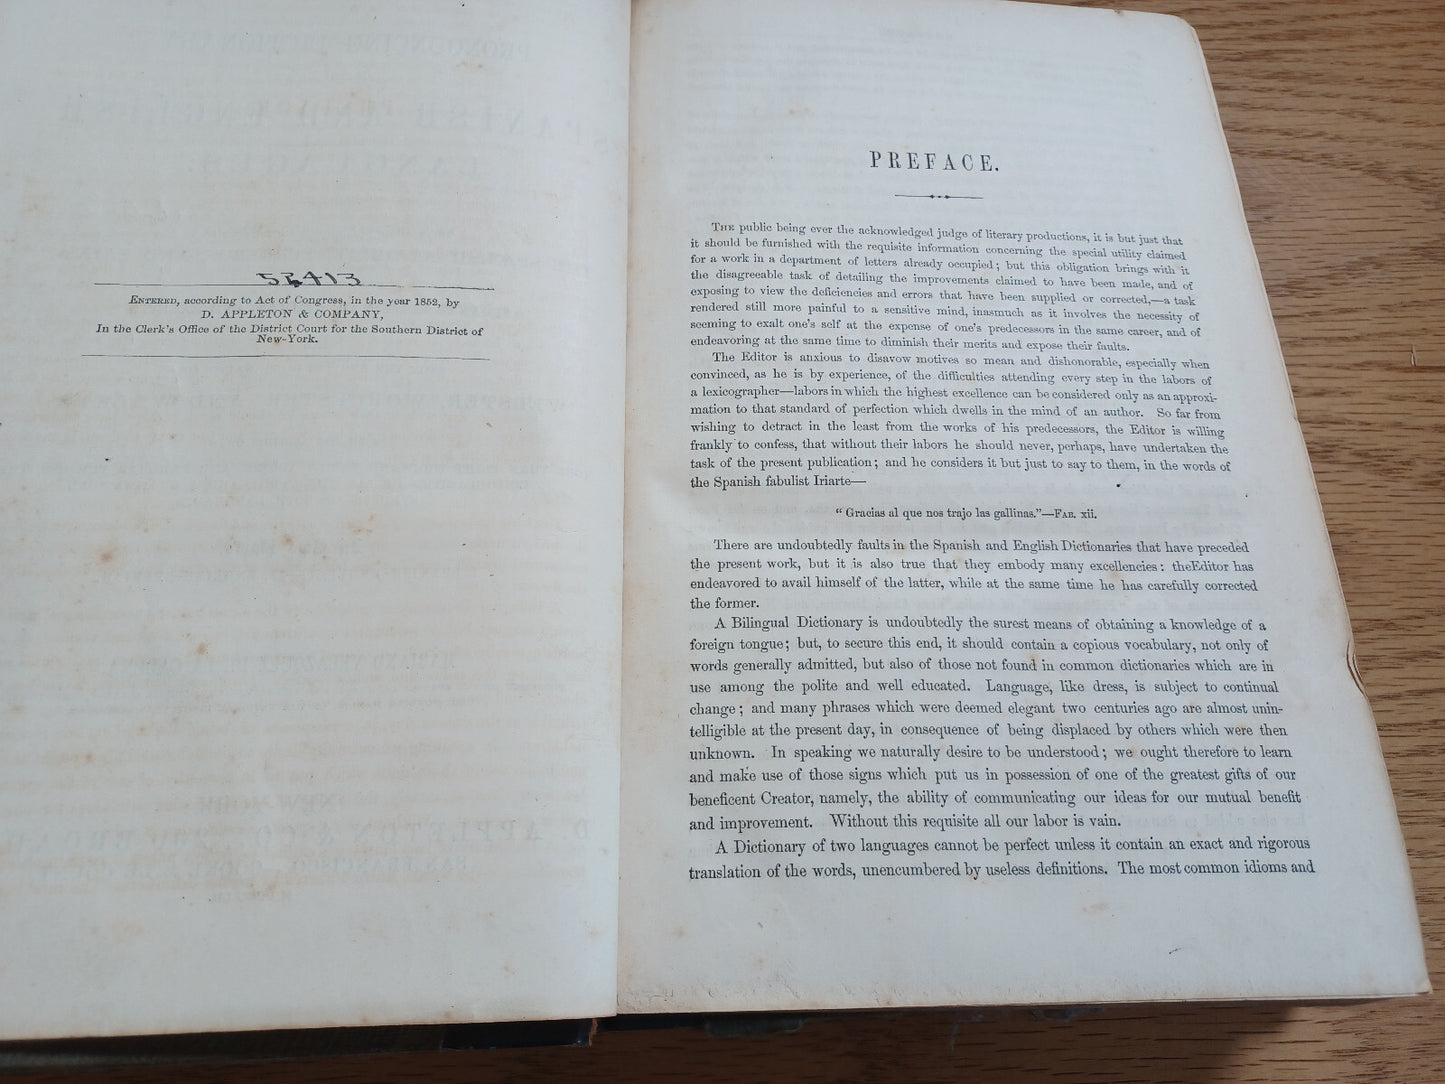 53413
ENTERED, according to Act of Congress, in the year 1852, by
D. APPLETON & COMPANY,
In the Clerk's Office of the District Court for the Southern District of
New-York.
PREFACE.
THE public being ever the acknowledged judge of literary productions, it is but just that
it should be furnished with the requisite information concerning the special utility claimed
for a work in a department of letters already occupied; but this obligation brings with it
the disagreeable task of detailing the improvements claimed to have been made, and of
exposing to view the deficiencies and errors that have been supplied or corrected,—a task
rendered still more painful to a sensitive mind, inasmuch as it involves the necessity of
seeming to exalt one's self at the expense of one's predecessors in the same career, and of
endeavoring at the same time to diminish their merits and expose their faults.
The Editor is anxious to disavow motives so mean and dishonorable, especially when
convinced, as he is by experience, of the difficulties attending every step in the labors of
a lexicographer—labors in which the highest excellence can be considered only as an approxi-
mation to that standard of perfection which dwells in the mind of an author. So far from
wishing to detract in the least from the works of his predecessors, the Editor is willing
frankly to confess, that without their labors he should never, perhaps, have undertaken the
task of the present publication; and he considers it but just to say to them, in the words of
the Spanish fabulist Iriarte—
"Gracias al que nos trajo las gallinas."—FAB. xii.
There are undoubtedly faults in the Spanish and English Dictionaries that have preceded
the present work, but it is also true that they embody many excellencies: theEditor has
endeavored to avail himself of the latter, while at the same time he has carefully corrected
the former.
A Bilingual Dictionary is undoubtedly the surest means of obtaining a knowledge of a
foreign tongue; but, to secure this end, it should contain a copious vocabulary, not only of
words generally admitted, but also of those not found in common dictionaries which are in
use among the polite and well educated. Language, like dress, is subject to continual
change; and many phrases which were deemed elegant two centuries ago are almost unin-
telligible at the present day, in consequence of being displaced by others which were then
unknown. In speaking we naturally desire to be understood; we ought therefore to learn
and make use of those signs which put us in possession of one of the greatest gifts of our
beneficent Creator, namely, the ability of communicating our ideas for our mutual benefit
and improvement. Without this requisite all our labor is vain.
A Dictionary of two languages cannot be perfect unless it contain an exact and rigorous
translation of the words, unencumbered by useless definitions. The most common idioms and